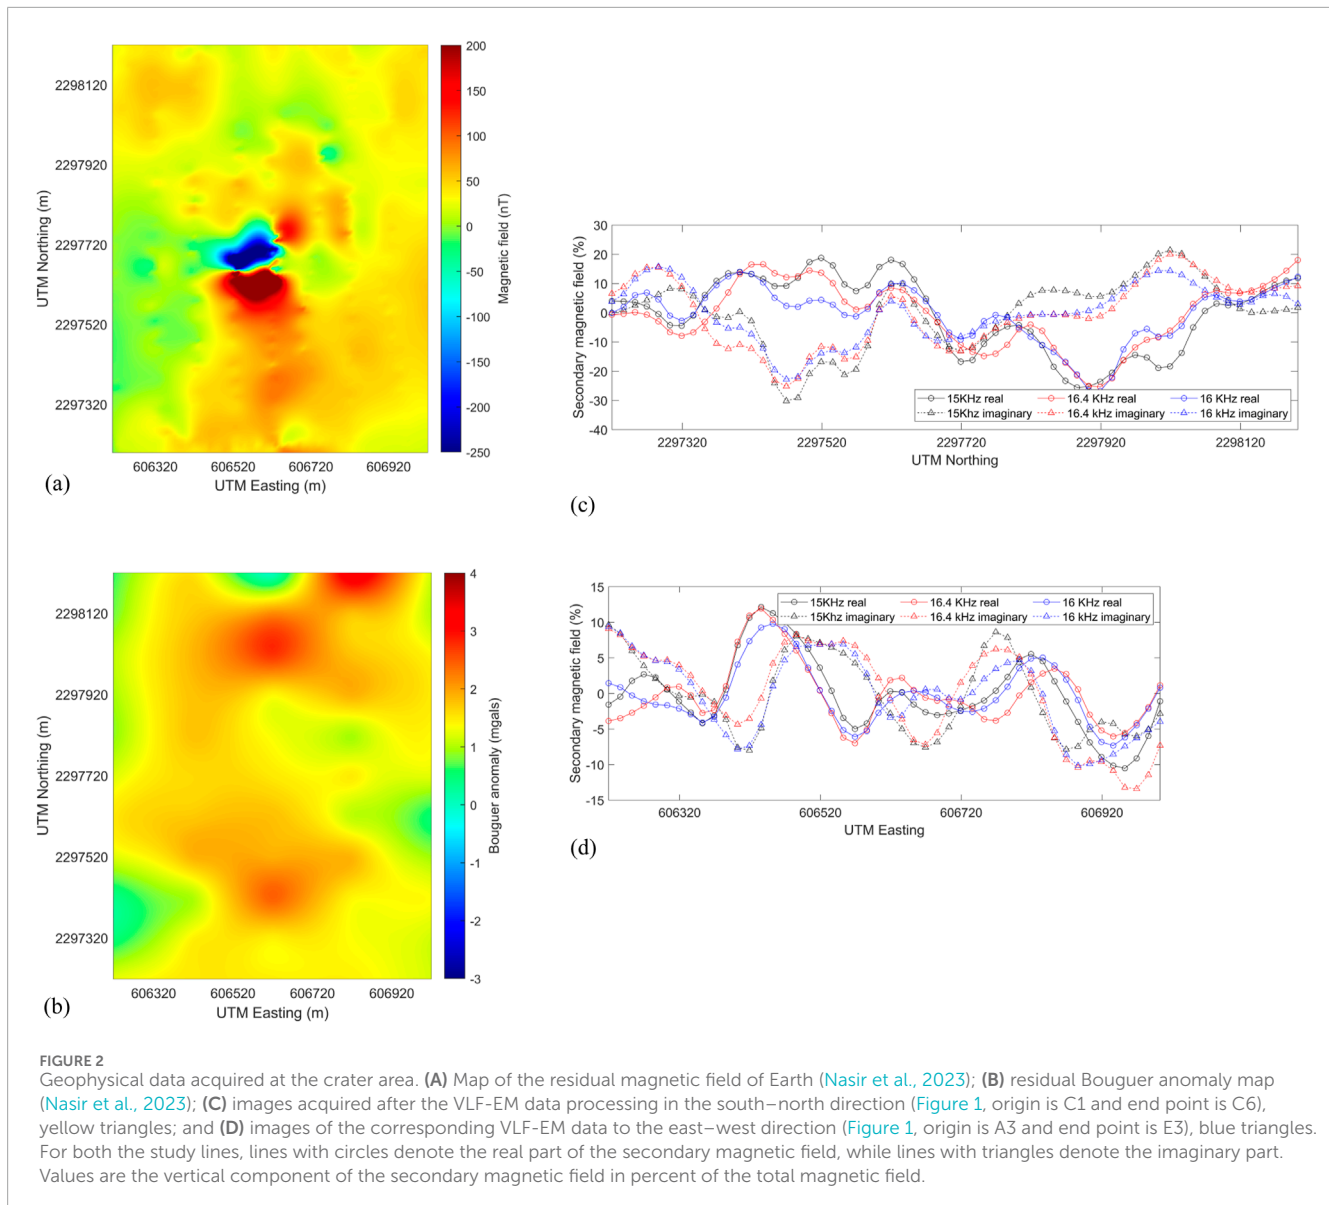 200
150
100
50
0
-50
-100
-150
-200
-250
Magnetic field (nT)
2298120
2297920
2297720
2297520
2297320
UTM Northing (m)
606320 606520 606720 606920
UTM Easting (m)
(a)
30
20
10
0
-10
-20
-30
-40
Secondary magnetic field (%)
15KHz real 16.4 KHz real 16 KHz real
15Khz imaginary 16.4 kHz imaginary 16 kHz imaginary
2297320 2297520 2297720 2297920 2298120
UTM Northing
(c)
4
3
2
1
0
-1
-2
-3
Bouguer anomaly (mgals)
2298120
2297920
2297720
2297520
2297320
UTM Northing (m)
606320 606520 606720 606920
UTM Easting (m)
(b)
15
10
5
0
-5
-10
-15
Secondary magnetic field (%)
15KHz real 16.4 KHz real 16 KHz real
15Khz imaginary 16.4 kHz imaginary 16 kHz imaginary
606320 606520 606720 606920
UTM Easting
(d)
FIGURE 2
Geophysical data acquired at the crater area. (A) Map of the residual magnetic field of Earth (Nasir et al., 2023); (B) residual Bouguer anomaly map
(Nasir et al., 2023); (C) images acquired after the VLF-EM data processing in the south–north direction (Figure 1, origin is C1 and end point is C6),
yellow triangles; and (D) images of the corresponding VLF-EM data to the east–west direction (Figure 1, origin is A3 and end point is E3), blue triangles.
For both the study lines, lines with circles denote the real part of the secondary magnetic field, while lines with triangles denote the imaginary part.
Values are the vertical component of the secondary magnetic field in percent of the total magnetic field.